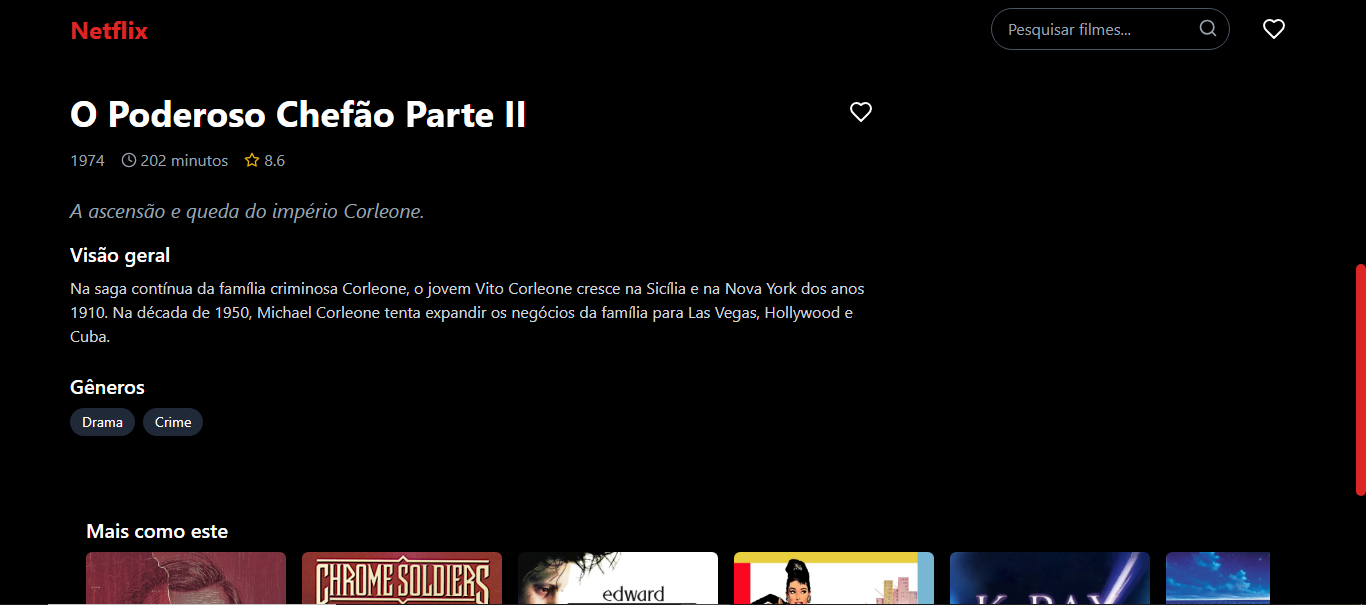 Netflix
Pesquisar filmes...
O Poderoso Chefão Parte II
1974 202 minutos 8.6
A ascensão e queda do império Corleone.
Visão geral
Na saga contínua da família criminosa Corleone, o jovem Vito Corleone cresce na Sicília e na Nova York dos anos
1910. Na década de 1950, Michael Corleone tenta expandir os negócios da família para Las Vegas, Hollywood e
Cuba.
Gêneros
Drama Crime
Mais como este
CHROME SOLDIERS
edward
K-PAX